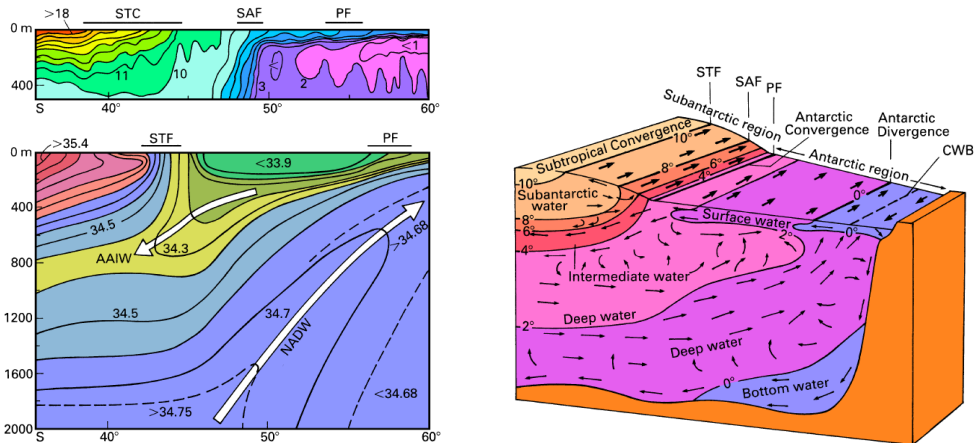 >18
STC
SAF
PF
0 m
400
11
10
3
2
<
<1
S
40°
50°
60°
>35.4
STF
PF
0 m
<33.9
400
34.5
34.3
>34.68
AAIW
800
34.5
34.7
1200
NADW
1600
>34.75
<34.68
2000
S
40°
50°
60°
STF
SAF
PF
Subantarctic region
Antarctic
Convergence
Antarctic
Divergence
CWB
Antarctic region
Subtropical Convergence
10°
8°
6°
4°
0°
10°
Subantarctic
water
8°
6°
4°
Surface water
2°
0°
Intermediate water
Deep water
2°
Deep water
0°
Bottom water